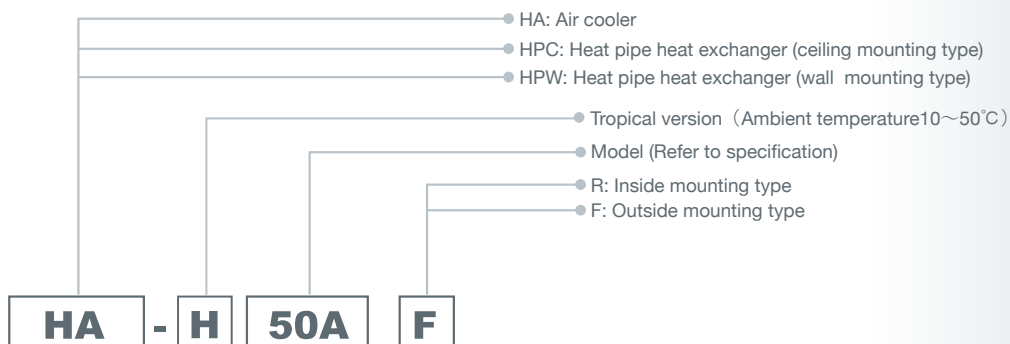 HA: Air cooler
HPC: Heat pipe heat exchanger (ceiling mounting type)
HPW: Heat pipe heat exchanger (wall mounting type)
Tropical version（Ambient temperature10～50℃）
Model (Refer to specification)
R: Inside mounting type
F: Outside mounting type
HA - H 50A F